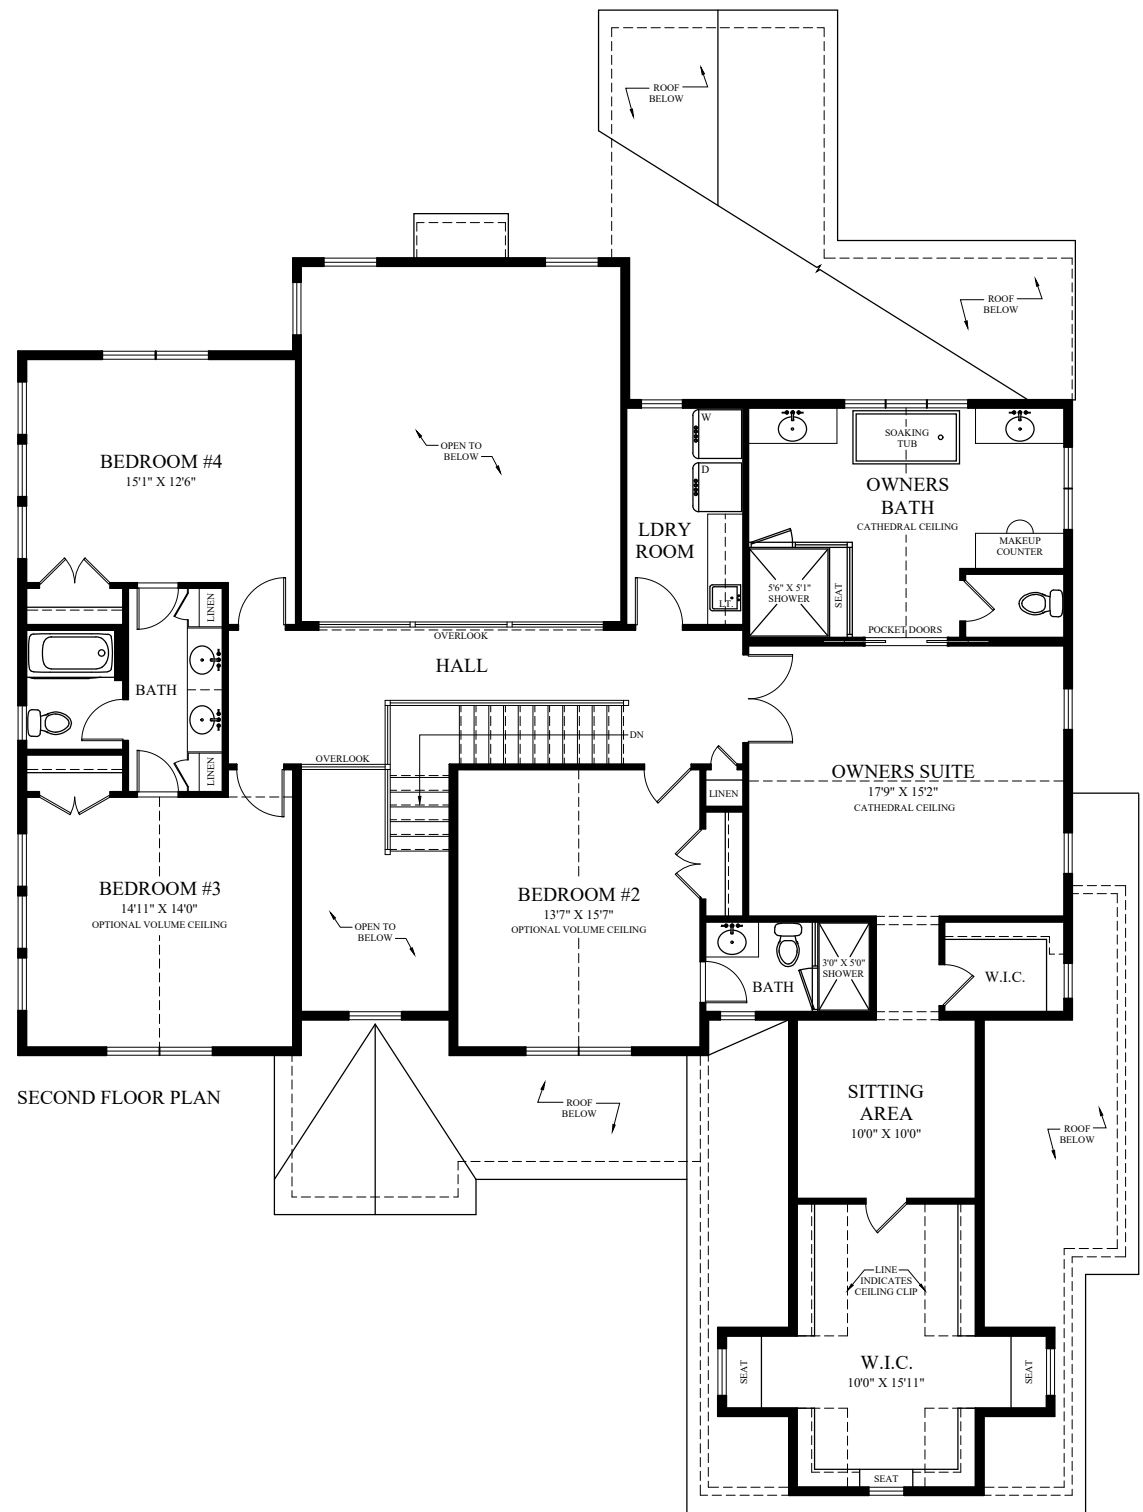 ROOF
BELOW
ROOF
BELOW
BEDROOM #4
15'1" X 12'6"
OPEN TO
BELOW
W
D
LDRY
ROOM
L.T.
SOAKING
TUB
OWNERS
BATH
CATHEDRAL CEILING
MAKEUP
COUNTER
5'6" X 5'1"
SHOWER
SEAT
POCKET DOORS
LINEN
BATH
LINEN
OVERLOOK
HALL
OVERLOOK
DN
LINEN
OWNERS SUITE
17'9" X 15'2"
CATHEDRAL CEILING
BEDROOM #3
14'11" X 14'0"
OPTIONAL VOLUME CEILING
OPEN TO
BELOW
BEDROOM #2
13'7" X 15'7"
OPTIONAL VOLUME CEILING
BATH
3'0" X 5'0"
SHOWER
W.I.C.
SECOND FLOOR PLAN
ROOF
BELOW
SITTING
AREA
10'0" X 10'0"
ROOF
BELOW
LINE
INDICATES
CEILING CLIP
SEAT
W.I.C.
10'0" X 15'11"
SEAT
SEAT